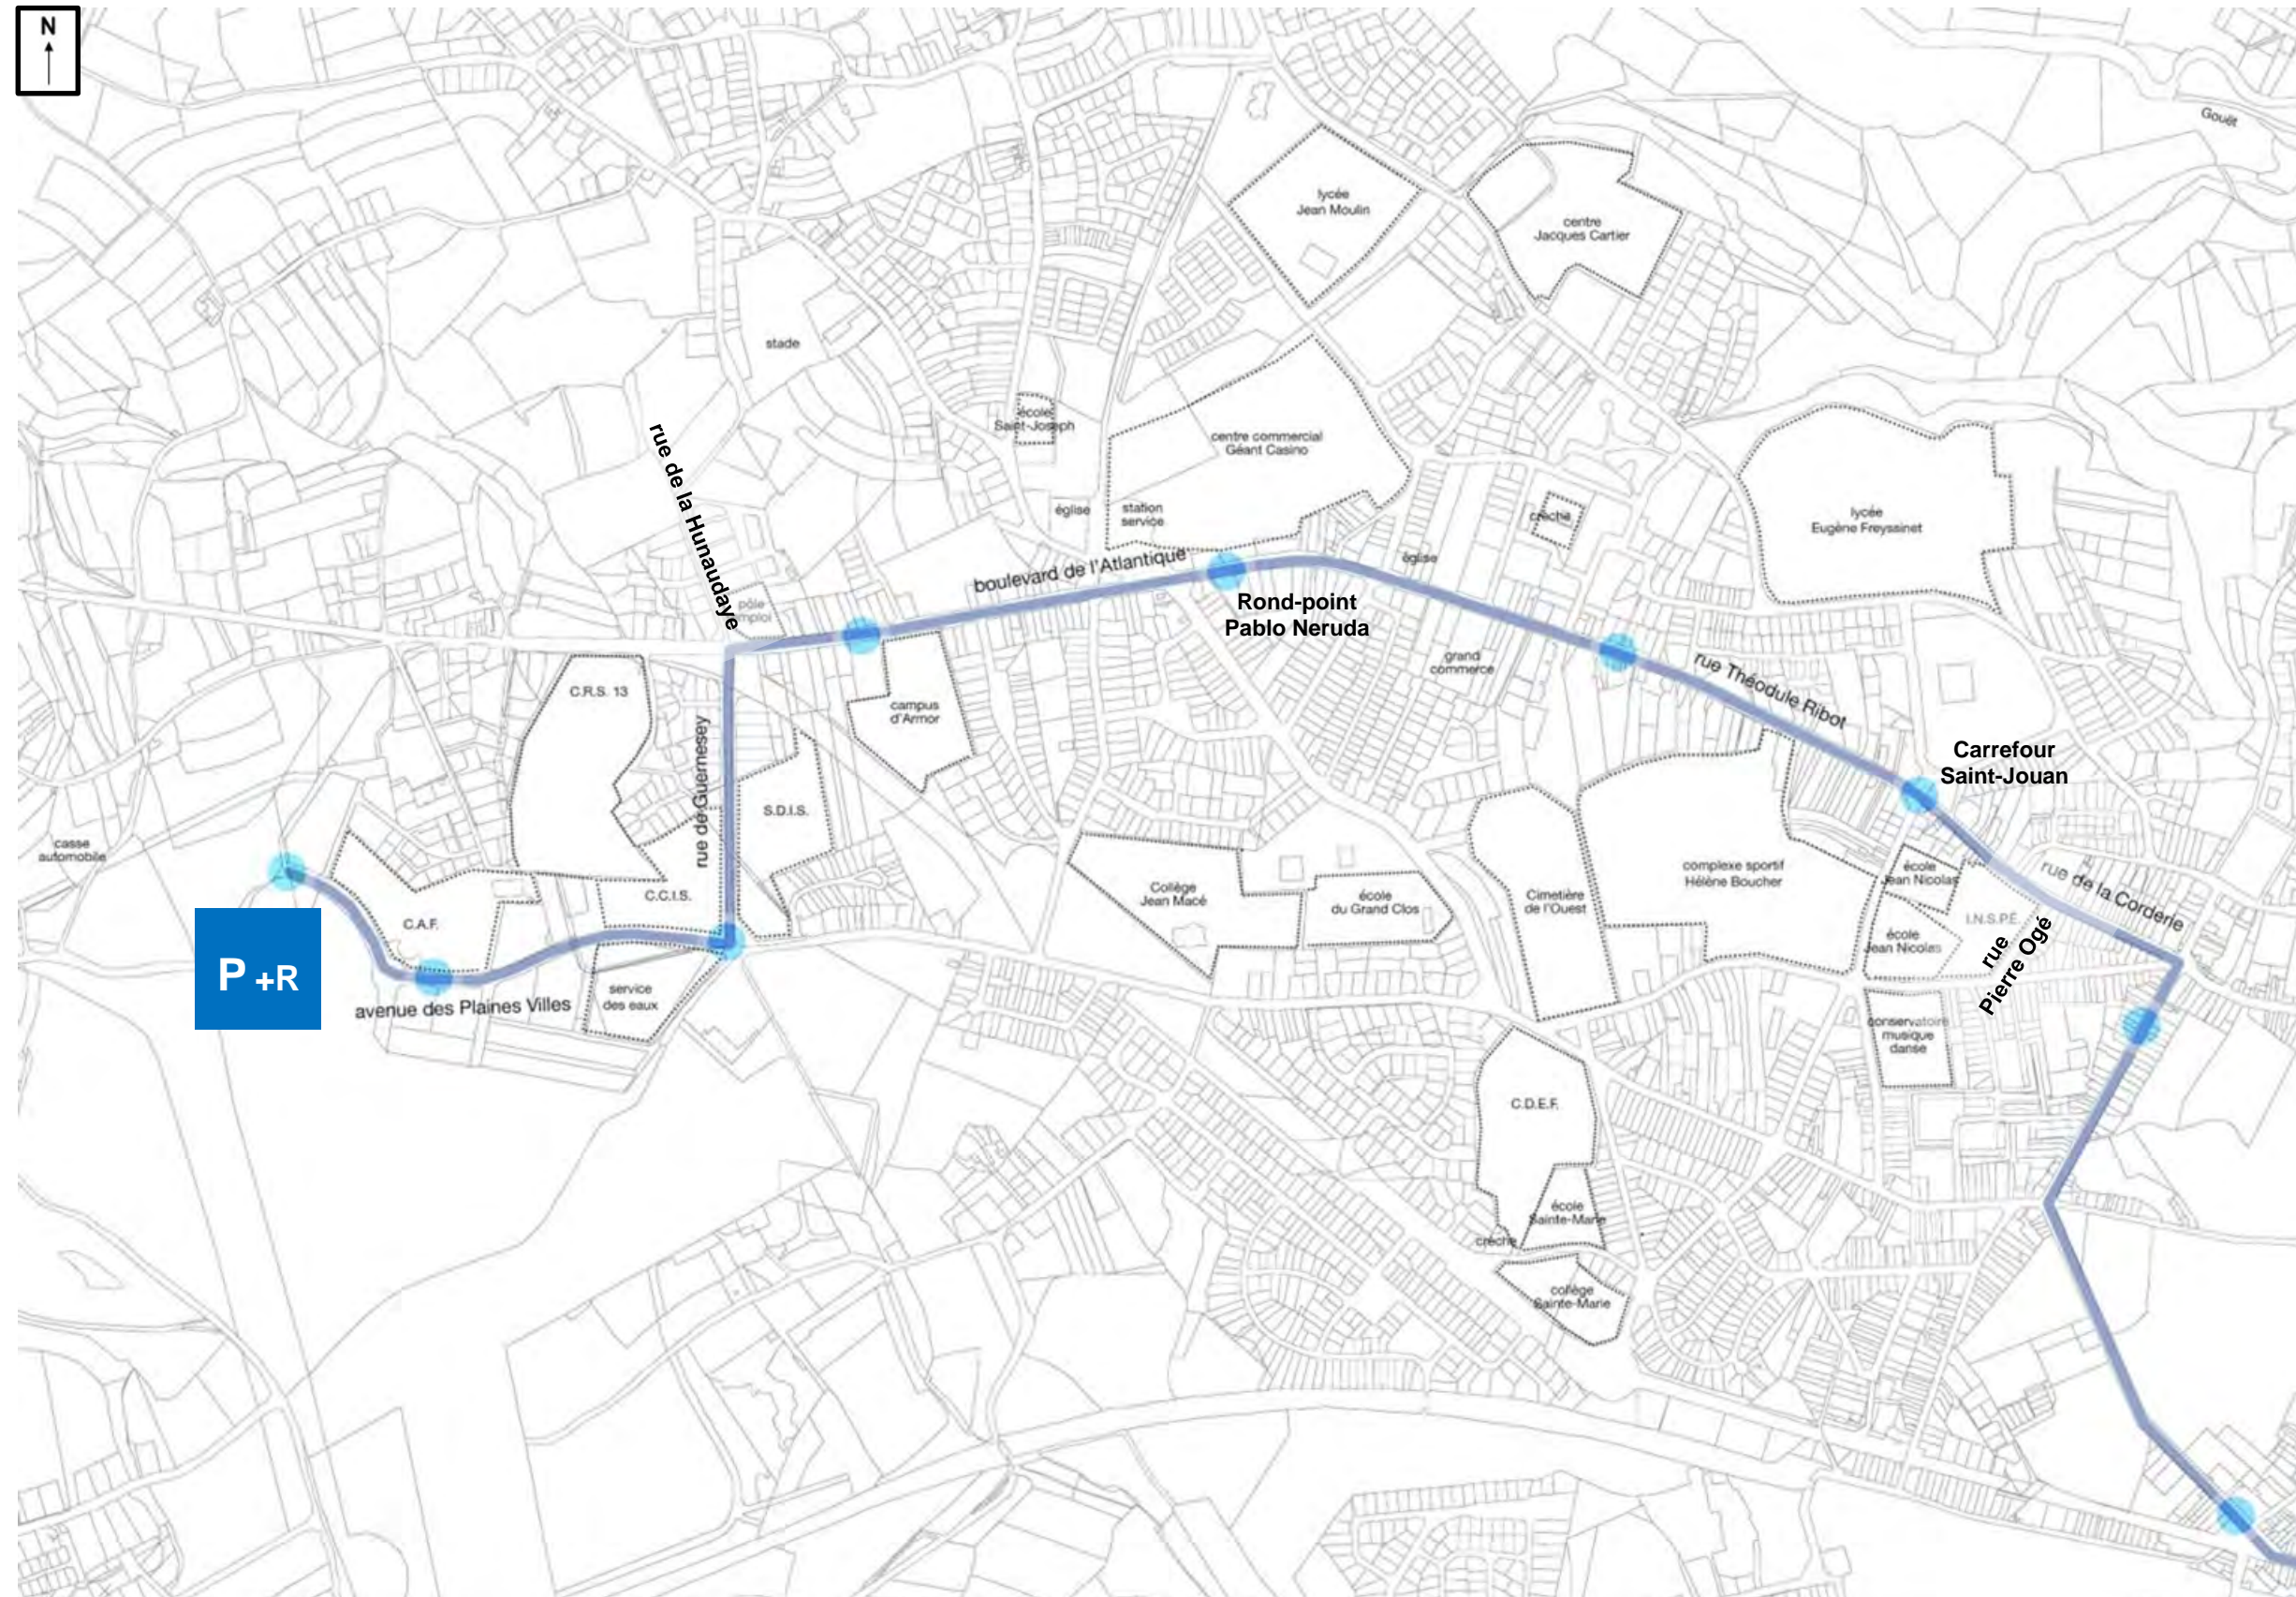 N
Gouët
lycée
Jean Moulin
centre
Jacques Cartier
stade
école
Saint-Joseph
centre commercial
Géant Casino
rue de la Hunaudaye
église
station
service
crèche
lycée
Eugène Freyssinet
boulevard de l'Atlantique
église
pôle
Rond-point
Pablo Neruda
grand
commerce
rue Théodule Ribot
C.R.S. 13
campus
d'Armor
rue de Guernesey
Carrefour
Saint-Jouan
S.D.I.S.
casse
automobile
complexe sportif
Hélène Boucher
école
Jean Nicolas
rue de la Corderie
C.C.I.S.
Collège
Jean Macé
école
du Grand Clos
Cimetière
de l'Ouest
C.A.F.
I.N.S.P.E.
école
Jean Nicolas
rue
Pierre Ogé
P +R
service
des eaux
avenue des Plaines Villes
conservatoire
musique
danse
C.D.E.F.
école
Sainte-Marie
crèche
collège
Sainte-Marie